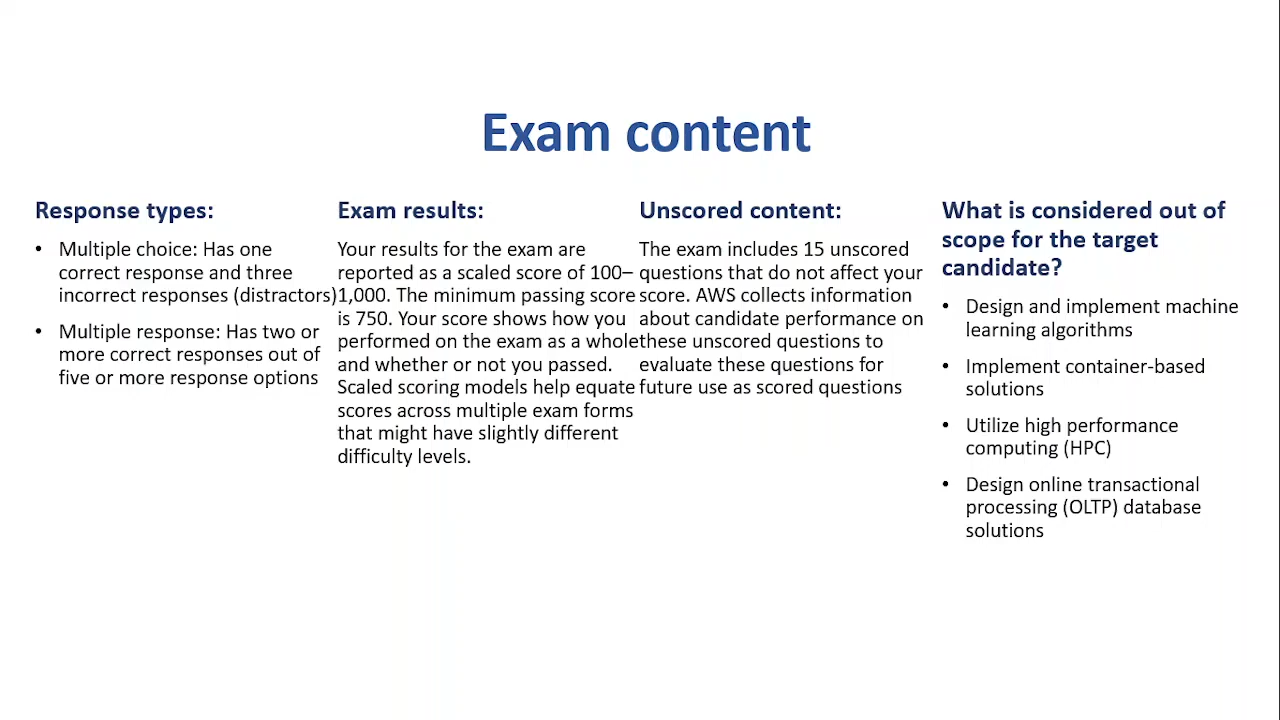 Exam content
Response types:
• Multiple choice: Has one
correct response and three
incorrect responses (distractors)
• Multiple response: Has two or
more correct responses out of
five or more response options
Exam results:
Your results for the exam are
reported as a scaled score of 100–
1,000. The minimum passing score
is 750. Your score shows how you
performed on the exam as a whole
and whether or not you passed.
Scaled scoring models help equate
scores across multiple exam forms
that might have slightly different
difficulty levels.
Unscored content:
The exam includes 15 unscored
questions that do not affect your
score. AWS collects information
about candidate performance on
these unscored questions to
evaluate these questions for
future use as scored questions
What is considered out of
scope for the target
candidate?
• Design and implement machine
learning algorithms
• Implement container-based
solutions
• Utilize high performance
computing (HPC)
• Design online transactional
processing (OLTP) database
solutions